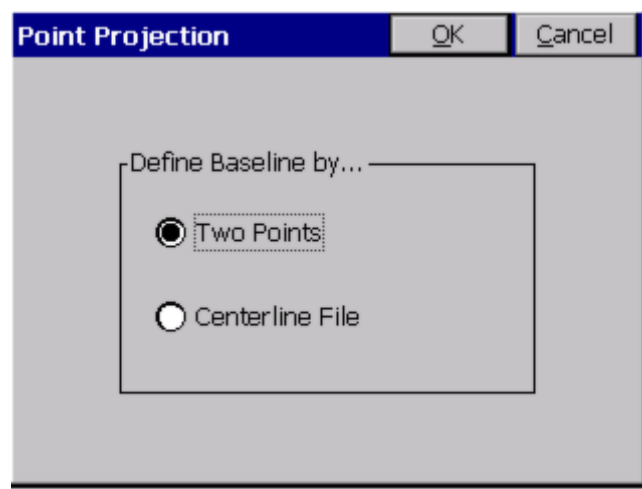 Point Projection OK Cancel
Define Baseline by...
Two Points
Centerline File